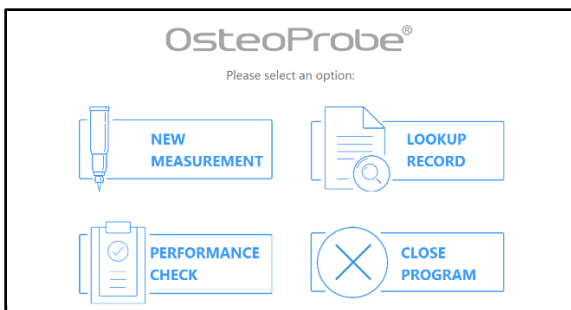 OsteoProbe®
Please select an option:
NEW
MEASUREMENT
LOOKUP
RECORD
PERFORMANCE
CHECK
CLOSE
PROGRAM